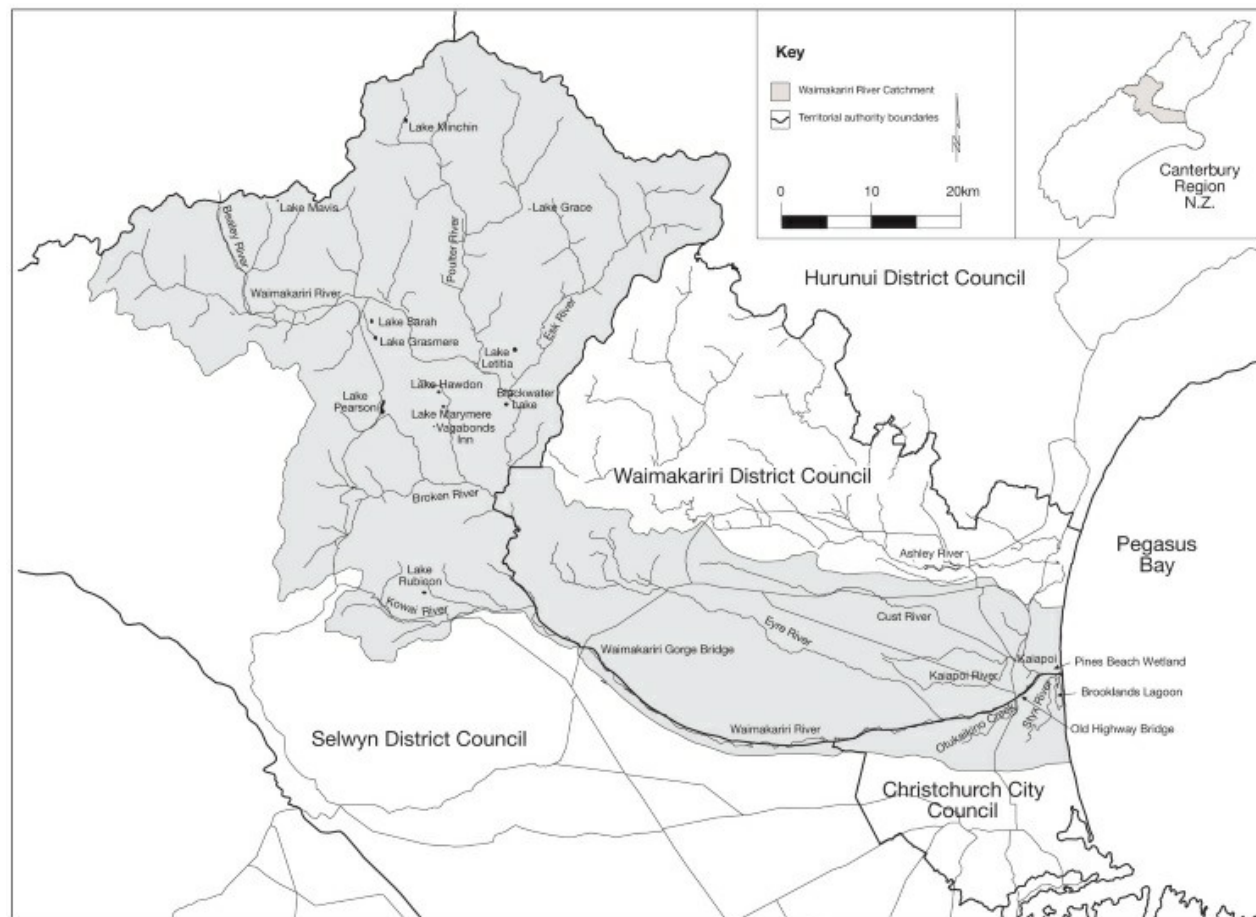 Key
Waimakariri River Catchment
Territorial authority boundaries
N
0 10 20km
Canterbury
Region
N.Z.
Lake Minchin
Lake Mavis
Lake Grace
Bealey River
Poulter River
Waimakariri River
Esk River
Lake Sarah
Lake Grasmere
Lake
Letitia
Lake Hawdon
Blackwater
Lake
Lake
Pearson
Lake Marymere
Vagabonds
Inn
Broken River
Lake
Rubicon
Kowai River
Hurunui District Council
Waimakariri District Council
Ashley River
Pegasus
Bay
Cust River
Eyre River
Waimakariri Gorge Bridge
Kaiapoi
Pines Beach Wetland
Kaiapoi River
Brooklands Lagoon
Styx River
Otukaikino Creek
Old Highway Bridge
Waimakariri River
Selwyn District Council
Christchurch City
Council